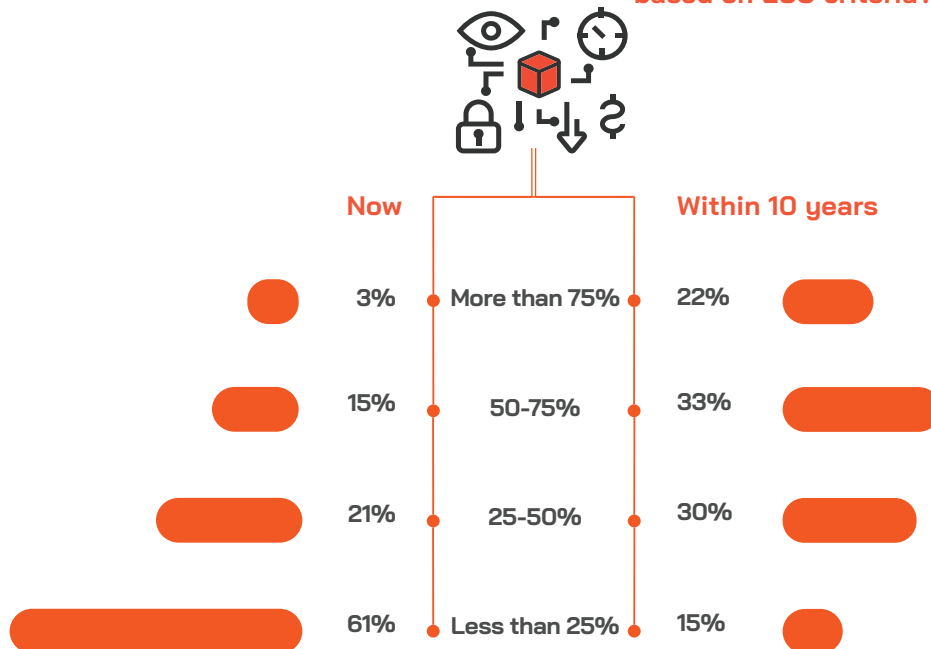 Now
Within 10 years
3%
More than 75%
22%
15%
50-75%
33%
21%
25-50%
30%
61%
Less than 25%
15%